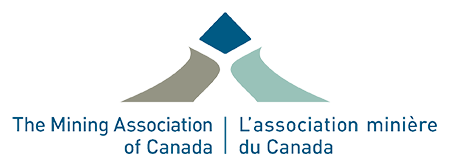 The Mining Association
of Canada
L'association minière
du Canada